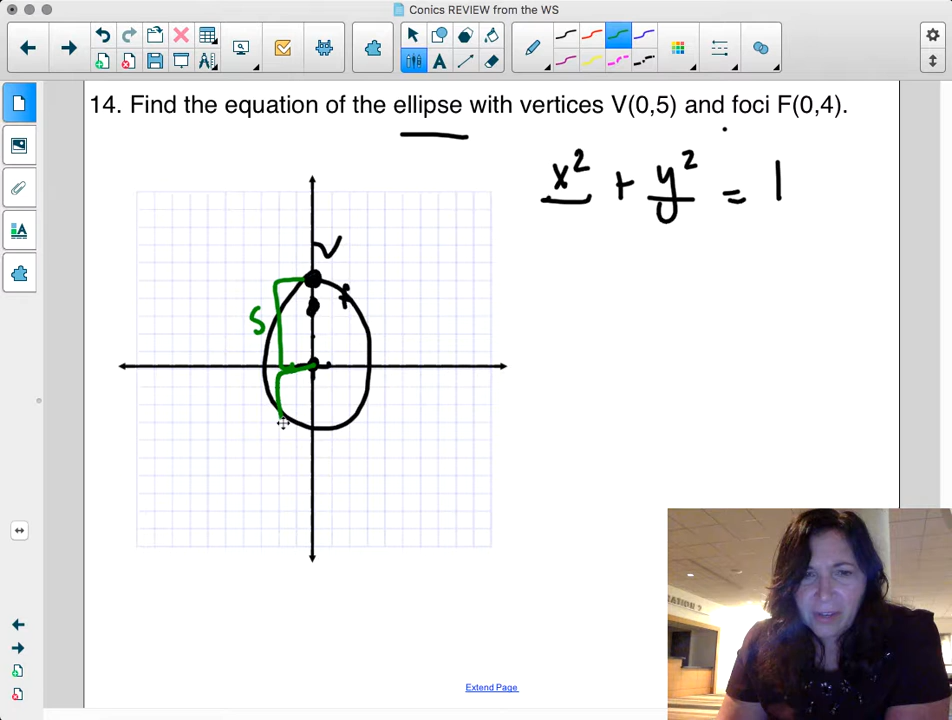 Conics REVIEW from the WS
14. Find the equation of the ellipse with vertices V(0,5) and foci F(0,4).
x² + y² = 1
V
F
5
Extend Page